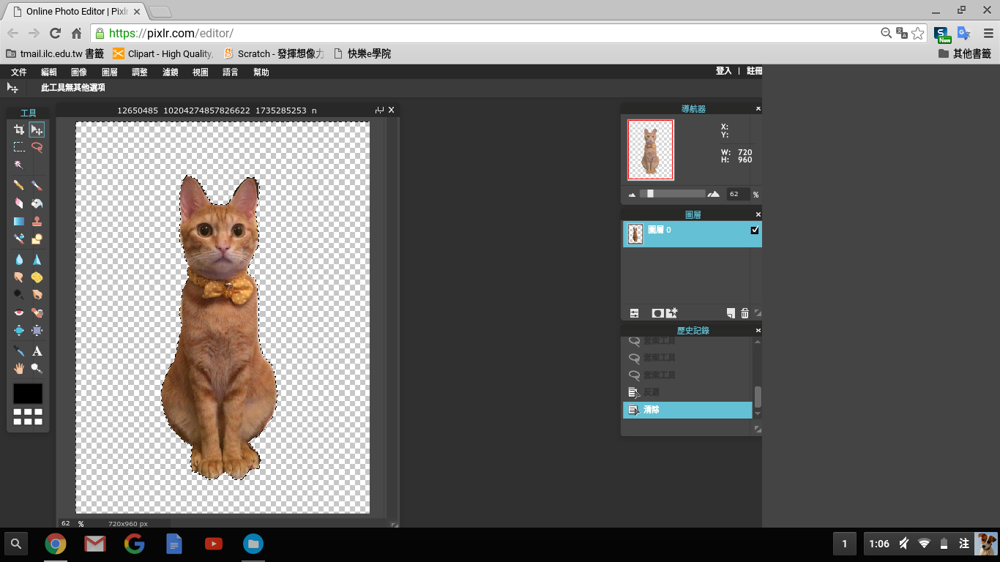 Online Photo Editor | Pixlr
https://pixlr.com/editor/
New
tmail.ilc.edu.tw 書籤
Clipart - High Quality,
Scratch - 發揮想像力
快樂e學院
其他書籤
文件 編輯 圖像 圖層 調整 濾鏡 視圖 語言 幫助
登入 | 註冊
此工具無其他選項
工具
12650485 10204274857826622 1735285253 n
導航器
X:
Y:
W: 720
H: 960
62 %
圖層
圖層 0
歷史記錄
套索工具
套索工具
套索工具
反選
清除
A
62 % 720x960 px
1
1:06
注